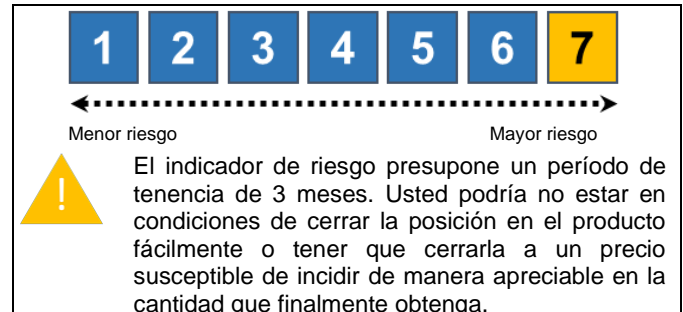 1 2 3 4 5 6 7
Menor riesgo Mayor riesgo
! El indicador de riesgo presupone un período de
tenencia de 3 meses. Usted podría no estar en
condiciones de cerrar la posición en el producto
fácilmente o tener que cerrarla a un precio
susceptible de incidir de manera apreciable en la
cantidad que finalmente obtenga.